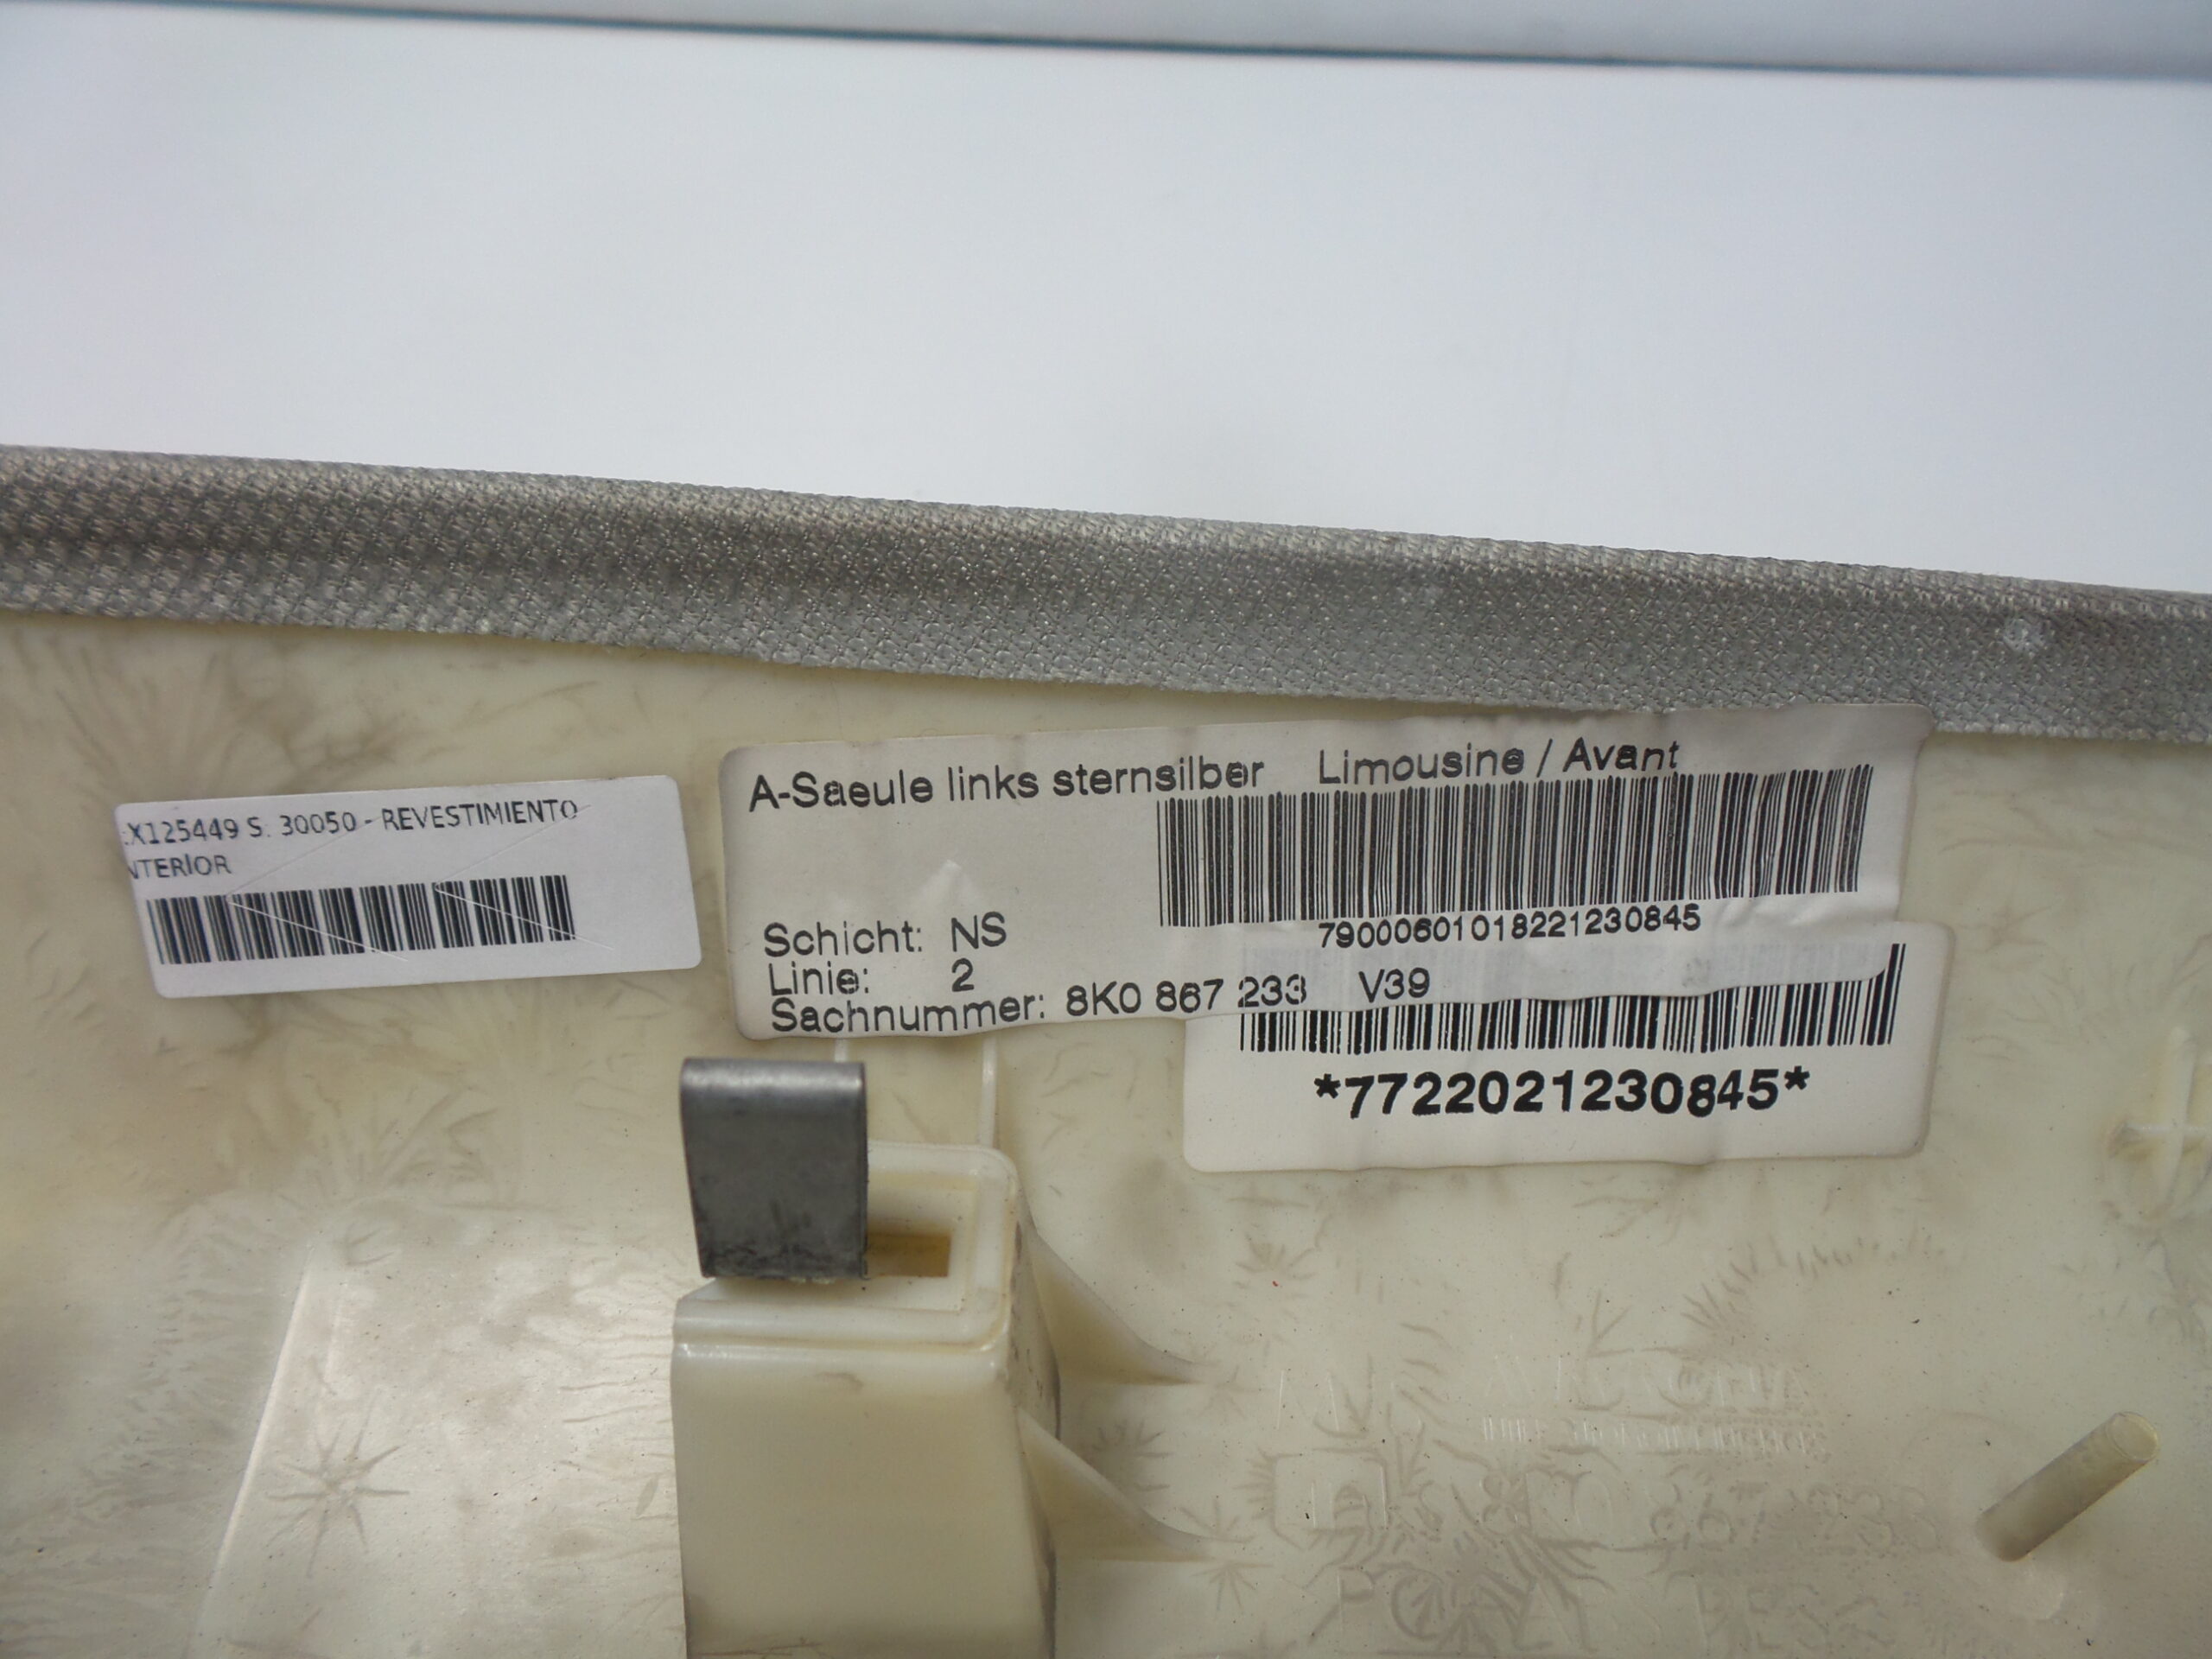 X125449 S. 30050 - REVESTIMIENTO
NTERIOR
A-Saeule links sternsilber Limousine / Avant
79000601018221230845
Schicht: NS
Linie: 2
Sachnummer: 8K0 867 233 V39
*7722021230845*